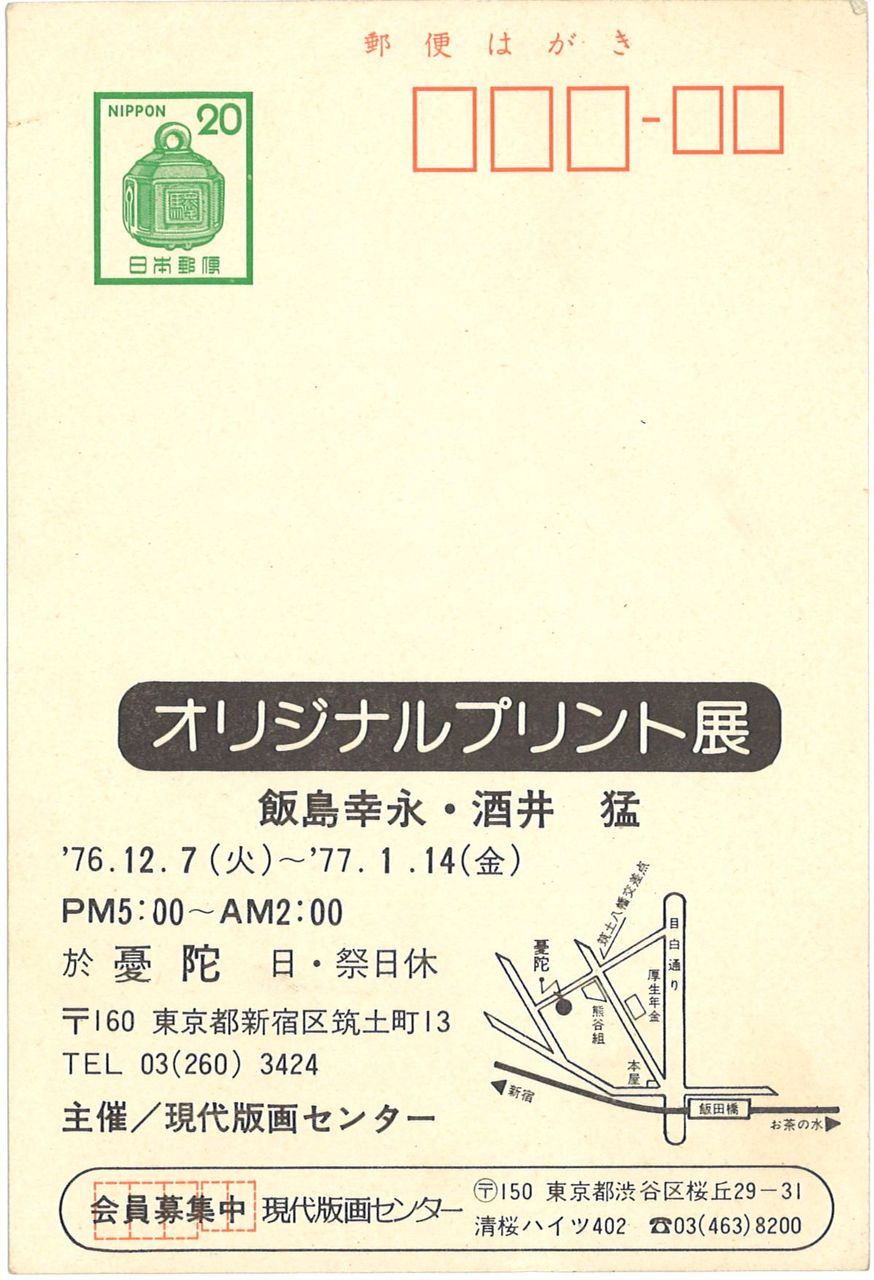 郵便はがき
NIPPON 20
日本郵便
オリジナルプリント展
飯島幸永・酒井 猛
'76.12.7(火)～'77.1.14(金)
PM5:00～AM2:00
於 憂陀 日・祭日休
〒160 東京都新宿区筑土町13
TEL 03(260) 3424
主催／現代版画センター
筑土八幡交差点
目白通り
憂陀
厚生年金
熊谷組
本屋
新宿
飯田橋
お茶の水
会員募集中 現代版画センター
〒150 東京都渋谷区桜丘29－31
清桜ハイツ402 ☎03(463)8200